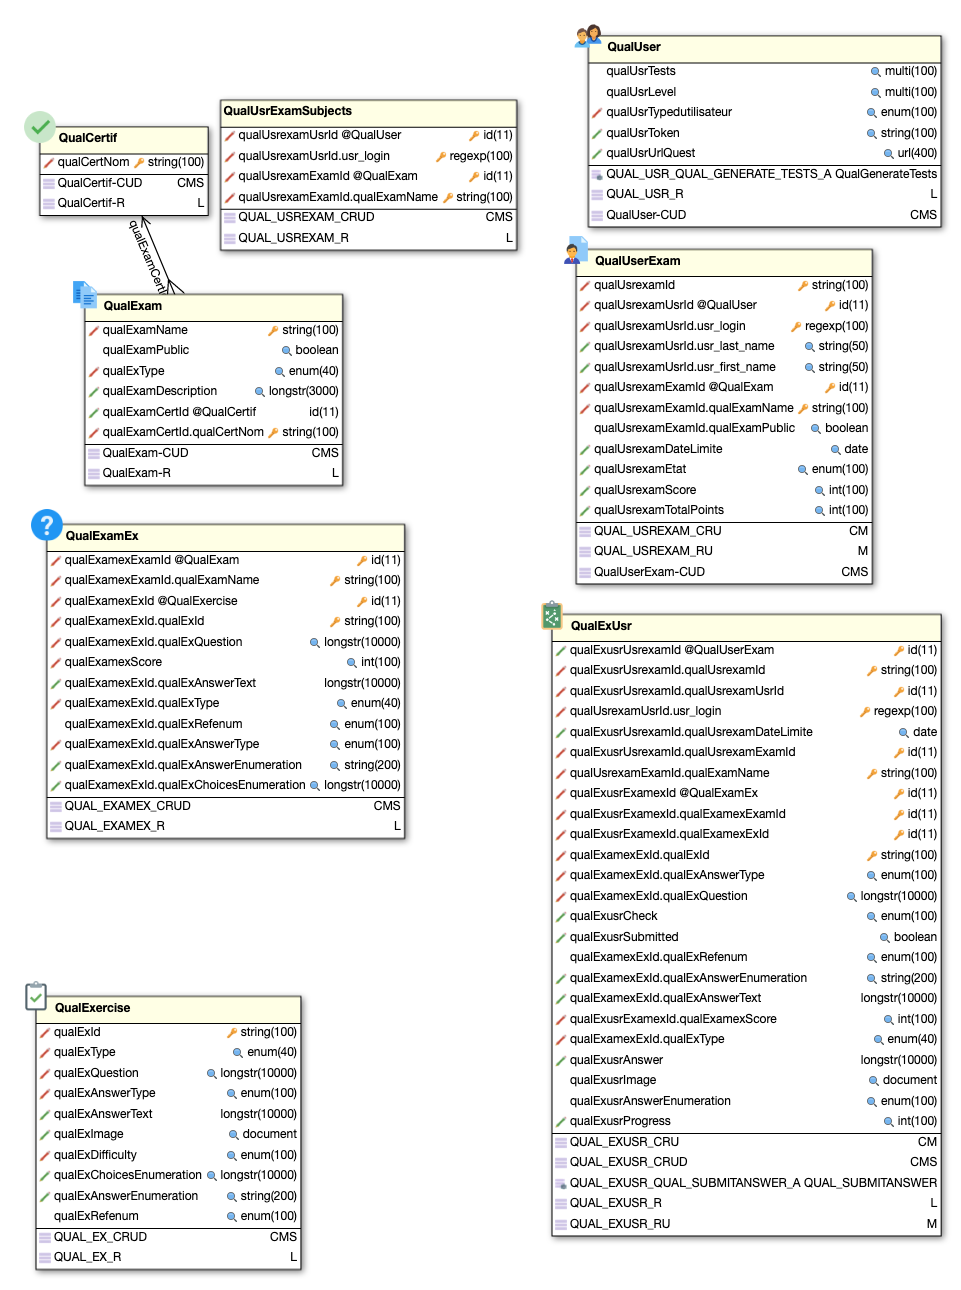 QualUser
qualUsrTests multi(100)
qualUsrLevel multi(100)
qualUsrTypedutilisateur enum(100)
qualUsrToken string(100)
qualUsrUrlQuest url(400)
QUAL_USR_QUAL_GENERATE_TESTS_A QualGenerateTests
QUAL_USR_R L
QualUser-CUD CMS
QualUsrExamSubjects
qualUsrexamUsrId @QualUser id(11)
qualUsrexamUsrId.usr_login regexp(100)
qualUsrexamExamId @QualExam id(11)
qualUsrexamExamId.qualExamName string(100)
QUAL_USREXAM_CRUD CMS
QUAL_USREXAM_R L
QualCertif
qualCertNom string(100)
QualCertif-CUD CMS
QualCertif-R L
QualExam
qualExamName string(100)
qualExamPublic boolean
qualExType enum(40)
qualExamDescription longstr(3000)
qualExamCertId @QualCertif id(11)
qualExamCertId.qualCertNom string(100)
QualExam-CUD CMS
QualExam-R L
QualUserExam
qualUsrexamId string(100)
qualUsrexamUsrId @QualUser id(11)
qualUsrexamUsrId.usr_login regexp(100)
qualUsrexamUsrId.usr_last_name string(50)
qualUsrexamUsrId.usr_first_name string(50)
qualUsrexamExamId @QualExam id(11)
qualUsrexamExamId.qualExamName string(100)
qualUsrexamExamId.qualExamPublic boolean
qualUsrexamDateLimite date
qualUsrexamEtat enum(100)
qualUsrexamScore int(100)
qualUsrexamTotalPoints int(100)
QUAL_USREXAM_CRU CM
QUAL_USREXAM_RU M
QualUserExam-CUD CMS
QualExamEx
qualExamexExamId @QualExam id(11)
qualExamexExamId.qualExamName string(100)
qualExamexExId @QualExercise id(11)
qualExamexExId.qualExId string(100)
qualExamexExId.qualExQuestion longstr(10000)
qualExamexScore int(100)
qualExamexExId.qualExAnswerText longstr(10000)
qualExamexExId.qualExType enum(40)
qualExamexExId.qualExRefenum enum(100)
qualExamexExId.qualExAnswerType enum(100)
qualExamexExId.qualExAnswerEnumeration string(200)
qualExamexExId.qualExChoicesEnumeration longstr(10000)
QUAL_EXAMEX_CRUD CMS
QUAL_EXAMEX_R L
QualExUsr
qualExusrUsrexamId @QualUserExam id(11)
qualExusrUsrexamId.qualUsrexamId string(100)
qualExusrUsrexamId.qualUsrexamUsrId id(11)
qualUsrexamUsrId.usr_login regexp(100)
qualExusrUsrexamId.qualUsrexamDateLimite date
qualExusrUsrexamId.qualUsrexamExamId id(11)
qualUsrexamExamId.qualExamName string(100)
qualExusrExamexId @QualExamEx id(11)
qualExusrExamexId.qualExamexExamId id(11)
qualExusrExamexId.qualExamexExId id(11)
qualExamexExId.qualExId string(100)
qualExamexExId.qualExAnswerType enum(100)
qualExamexExId.qualExQuestion longstr(10000)
qualExusrCheck enum(100)
qualExusrSubmitted boolean
qualExamexExId.qualExRefenum enum(100)
qualExamexExId.qualExAnswerEnumeration string(200)
qualExamexExId.qualExAnswerText longstr(10000)
qualExusrExamexId.qualExamexScore int(100)
qualExamexExId.qualExType enum(40)
qualExusrAnswer longstr(10000)
qualExusrImage document
qualExusrAnswerEnumeration enum(100)
qualExusrProgress int(100)
QUAL_EXUSR_CRU CM
QUAL_EXUSR_CRUD CMS
QUAL_EXUSR_QUAL_SUBMITANSWER_A QUAL_SUBMITANSWER
QUAL_EXUSR_R L
QUAL_EXUSR_RU M
QualExercise
qualExId string(100)
qualExType enum(40)
qualExQuestion longstr(10000)
qualExAnswerType enum(100)
qualExAnswerText longstr(10000)
qualExImage document
qualExDifficulty enum(100)
qualExChoicesEnumeration longstr(10000)
qualExAnswerEnumeration string(200)
qualExRefenum enum(100)
QUAL_EX_CRUD CMS
QUAL_EX_R L